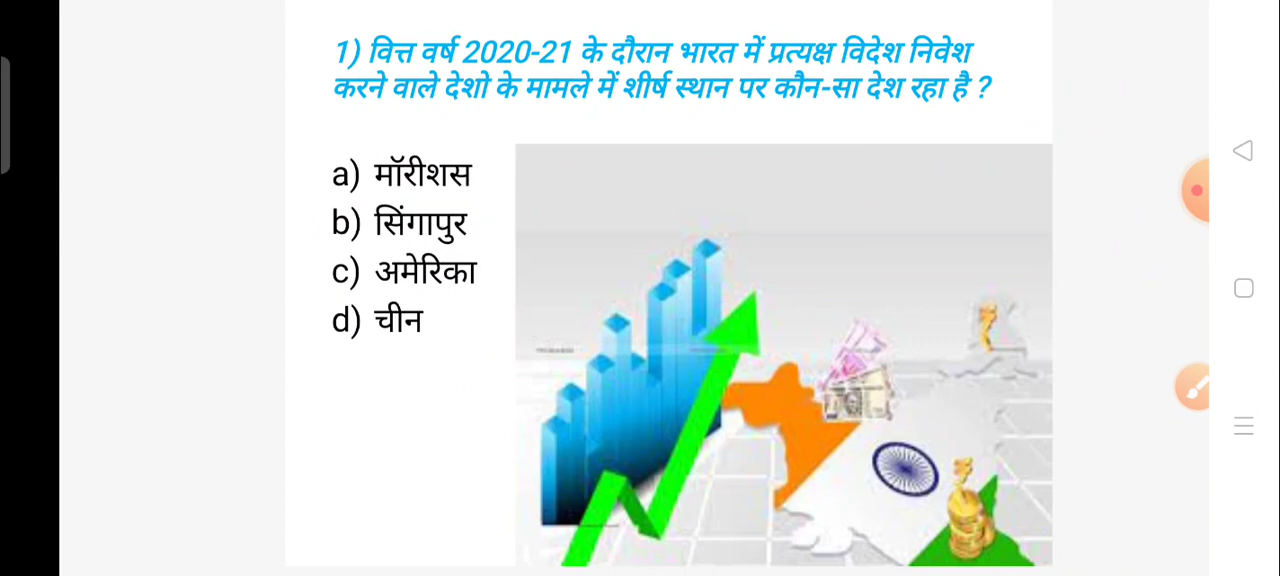 1) वित्त वर्ष 2020-21 के दौरान भारत में प्रत्यक्ष विदेश निवेश
करने वाले देशो के मामले में शीर्ष स्थान पर कौन-सा देश रहा है ?
a) मॉरीशस
b) सिंगापुर
c) अमेरिका
d) चीन